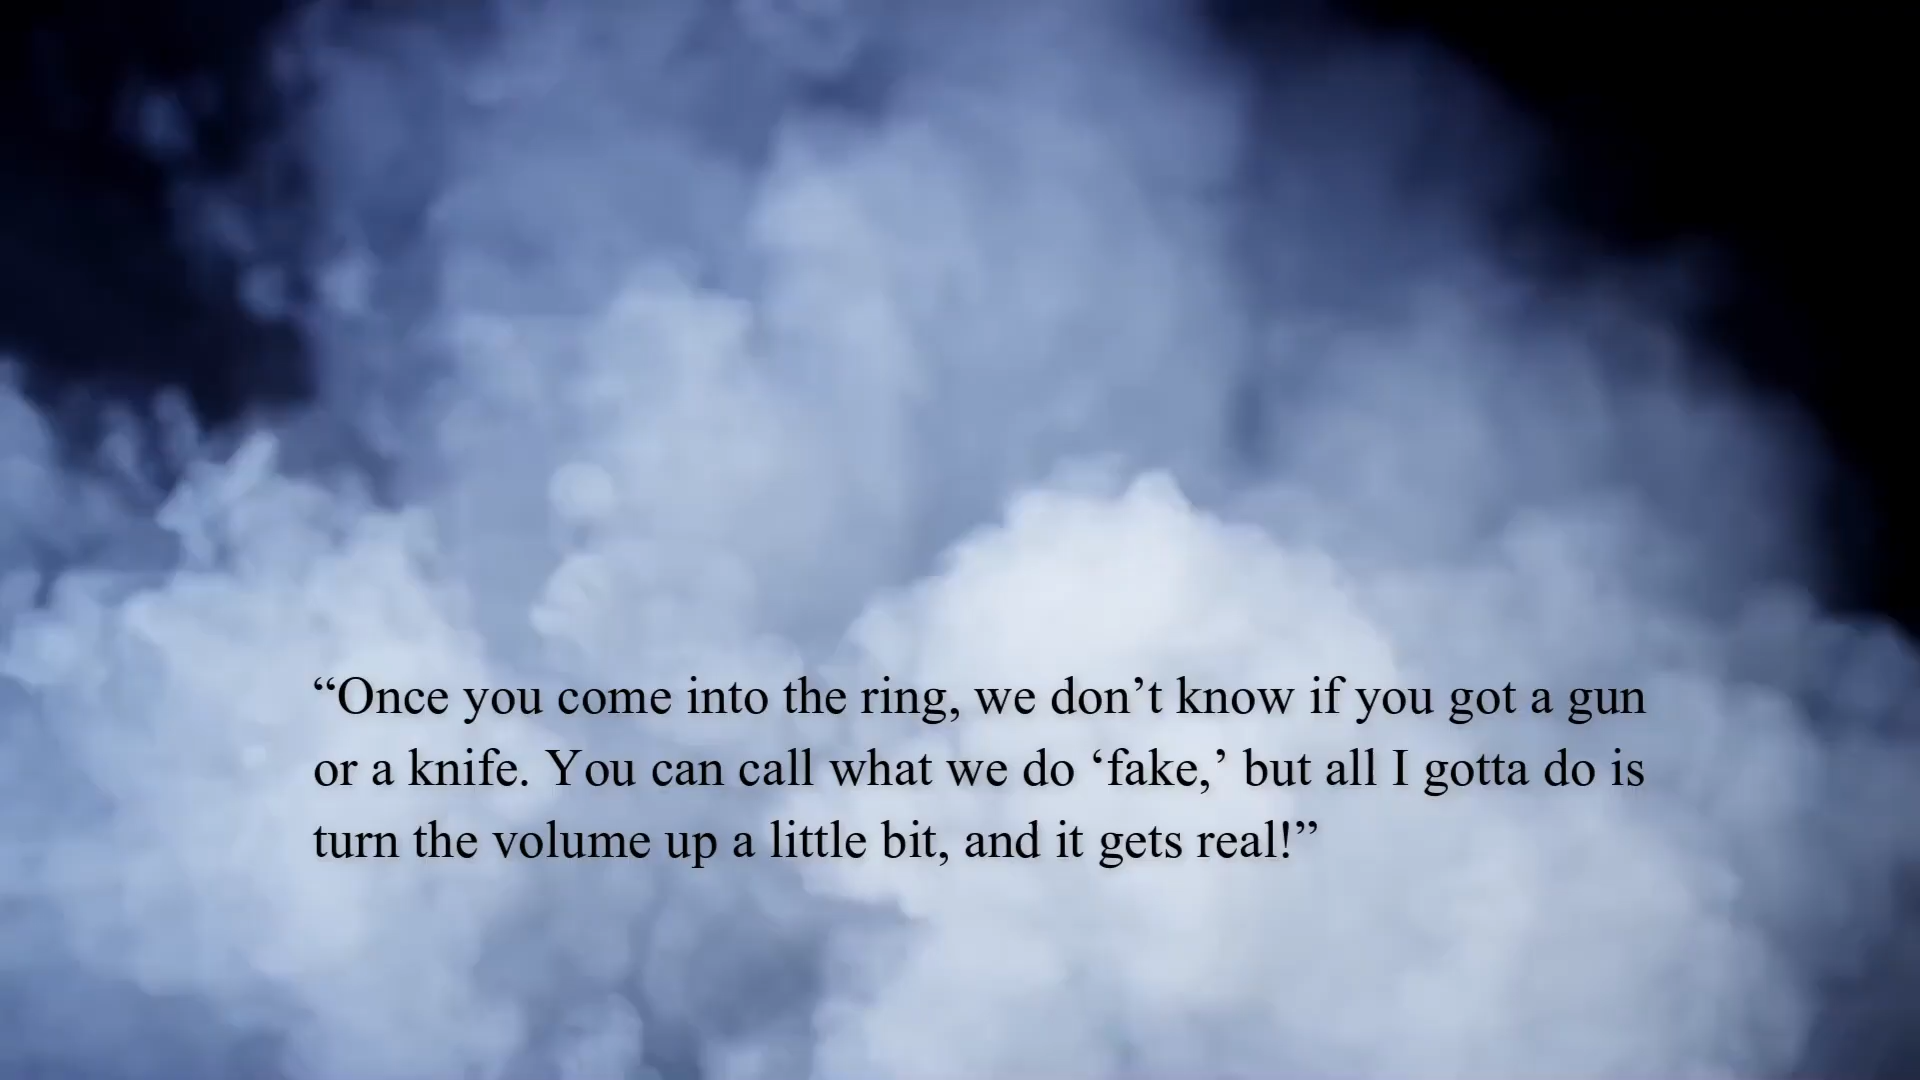 “Once you come into the ring, we don’t know if you got a gun
or a knife. You can call what we do ‘fake,’ but all I gotta do is
turn the volume up a little bit, and it gets real!”